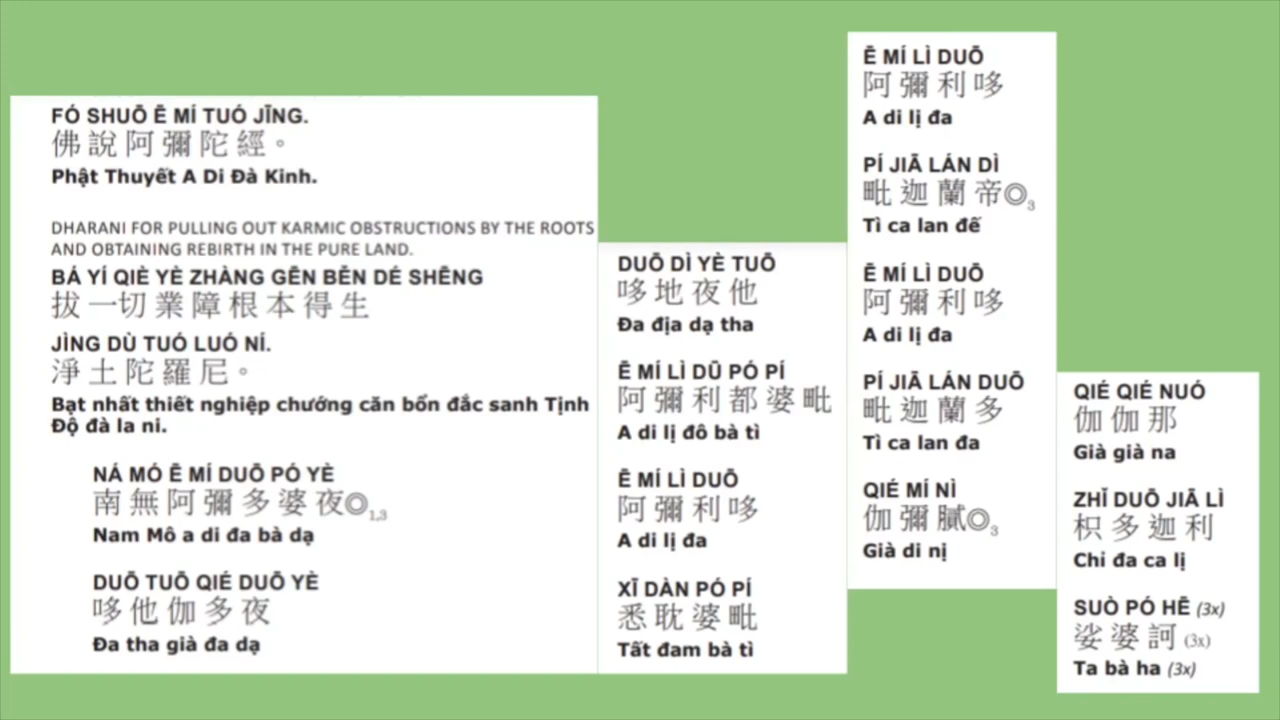 FÓ SHUŌ Ē MÍ TUÓ JĪNG.
佛說阿彌陀經。
Phật Thuyết A Di Đà Kinh.
DHARANI FOR PULLING OUT KARMIC OBSTRUCTIONS BY THE ROOTS
AND OBTAINING REBIRTH IN THE PURE LAND.
BÁ YÍ QIÈ YÈ ZHÀNG GĒN BĚN DÉ SHĒNG
拔一切業障根本得生
JÌNG DÙ TUÓ LUÓ NÍ.
淨土陀羅尼。
Bạt nhất thiết nghiệp chướng căn bổn đắc sanh Tịnh
Độ đà la ni.
NÁ MÓ Ē MÍ DUŌ PÓ YÈ
南無阿彌多婆夜◎1,3
Nam Mô a di đa bà dạ
DUŌ TUŌ QIÉ DUŌ YÈ
哆他伽多夜
Đa tha già đa dạ
DUŌ DÌ YÈ TUŌ
哆地夜他
Đa địa dạ tha
Ē MÍ LÌ DŪ PÓ PÍ
阿彌利都婆毗
A di lị đô bà tì
Ē MÍ LÌ DUŌ
阿彌利哆
A di lị đa
XĪ DÀN PÓ PÍ
悉耽婆毗
Tất đam bà tì
Ē MÍ LÌ DUŌ
阿彌利哆
A di lị đa
PÍ JIĀ LÁN DÌ
毗迦蘭帝◎3
Tì ca lan đế
Ē MÍ LÌ DUŌ
阿彌利哆
A di lị đa
PÍ JIĀ LÁN DUŌ
毗迦蘭多
Tì ca lan đa
QIÉ MÍ NÌ
伽彌膩◎3
Già di nị
QIÉ QIÉ NUÓ
伽伽那
Già già na
ZHǏ DUŌ JIĀ LÌ
枳多迦利
Chỉ đa ca lị
SUÒ PÓ HĒ (3x)
娑婆訶 (3x)
Ta bà ha (3x)